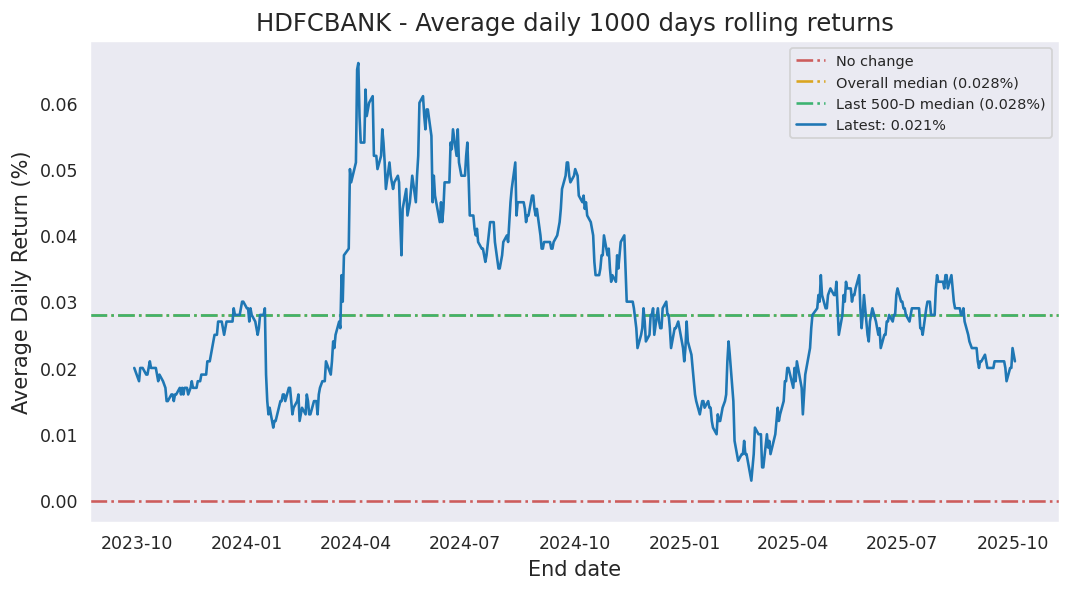 HDFCBANK - Average daily 1000 days rolling returns
No change
Overall median (0.028%)
Last 500-D median (0.028%)
Latest: 0.021%
Average Daily Return (%)
0.06
0.05
0.04
0.03
0.02
0.01
0.00
2023-10 2024-01 2024-04 2024-07 2024-10 2025-01 2025-04 2025-07 2025-10
End date